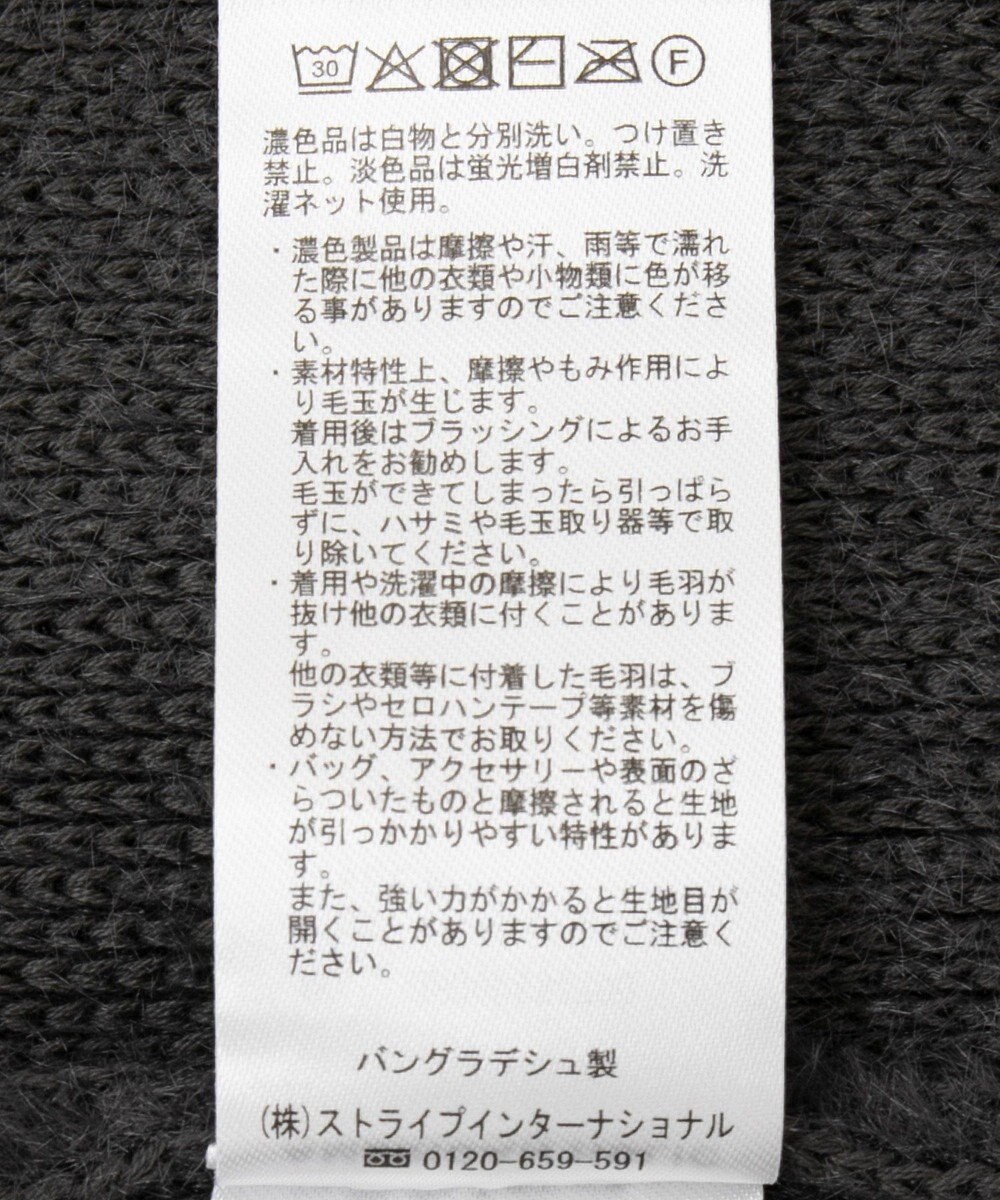 30 F
濃色品は白物と分別洗い。つけ置き
禁止。淡色品は蛍光増白剤禁止。洗
濯ネット使用。
・濃色製品は摩擦や汗、雨等で濡れ
た際に他の衣類や小物類に色が移
る事がありますのでご注意くださ
い。
・素材特性上、摩擦やもみ作用によ
り毛玉が生じます。
着用後はブラッシングによるお手
入れをお勧めします。
毛玉ができてしまったら引っぱら
ずに、ハサミや毛玉取り器等で取
り除いてください。
・着用や洗濯中の摩擦により毛羽が
抜け他の衣類に付くことがありま
す。
他の衣類等に付着した毛羽は、ブ
ラシやセロハンテープ等素材を傷
めない方法でお取りください。
・バッグ、アクセサリーや表面のざ
らついたものと摩擦されると生地
が引っかかりやすい特性がありま
す。
また、強い力がかかると生地目が
開くことがありますのでご注意く
ださい。
バングラデシュ製
(株)ストライプインターナショナル
0120-659-591